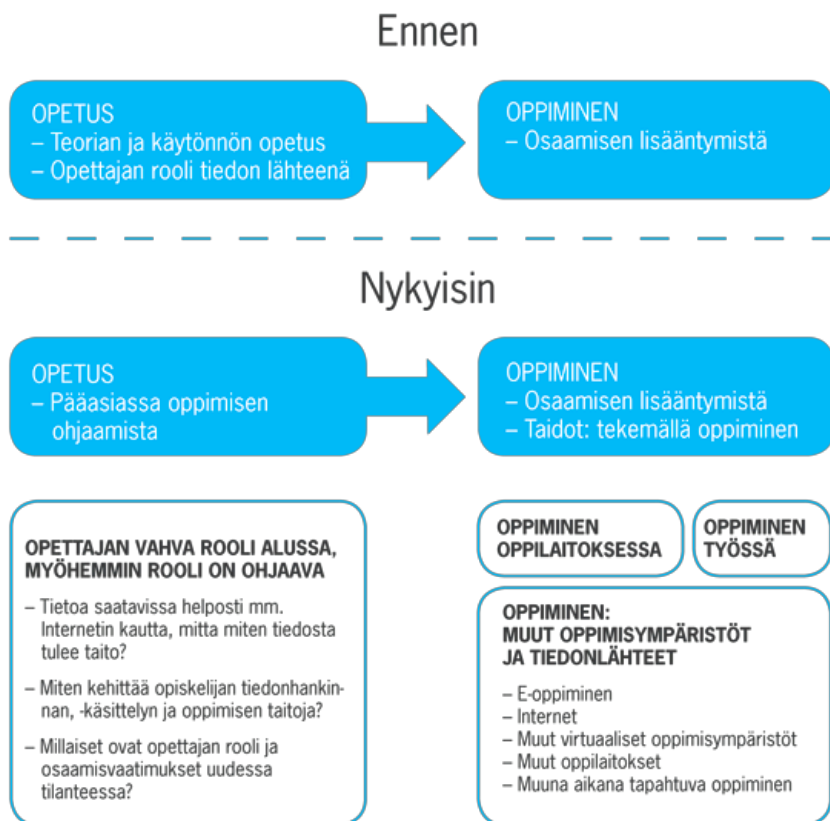 Ennen
OPETUS
– Teorian ja käytönnön opetus
– Opettajan rooli tiedon lähteenä
OPPIMINEN
– Osaamisen lisääntymistä
Nykyisin
OPETUS
– Pääasiassa oppimisen
ohjaamista
OPPIMINEN
– Osaamisen lisääntymistä
– Taidot: tekemällä oppiminen
OPETTAJAN VAHVA ROOLI ALUSSA,
MYÖHEMMIN ROOLI ON OHJAAVA
– Tietoa saatavissa helposti mm.
Internetin kautta, mitta miten tiedosta
tulee taito?
– Miten kehittää opiskelijan tiedonhankin-
nan, -käsittelyn ja oppimisen taitoja?
– Millaiset ovat opettajan rooli ja
osaamisvaatimukset uudessa
tilanteessa?
OPPIMINEN
OPPILAITOKSESSA
OPPIMINEN
TYÖSSÄ
OPPIMINEN:
MUUT OPPIMISYMPÄRISTÖT
JA TIEDONLÄHTEET
– E-oppiminen
– Internet
– Muut virtuaaliset oppimisympäristöt
– Muut oppilaitokset
– Muuna aikana tapahtuva oppiminen